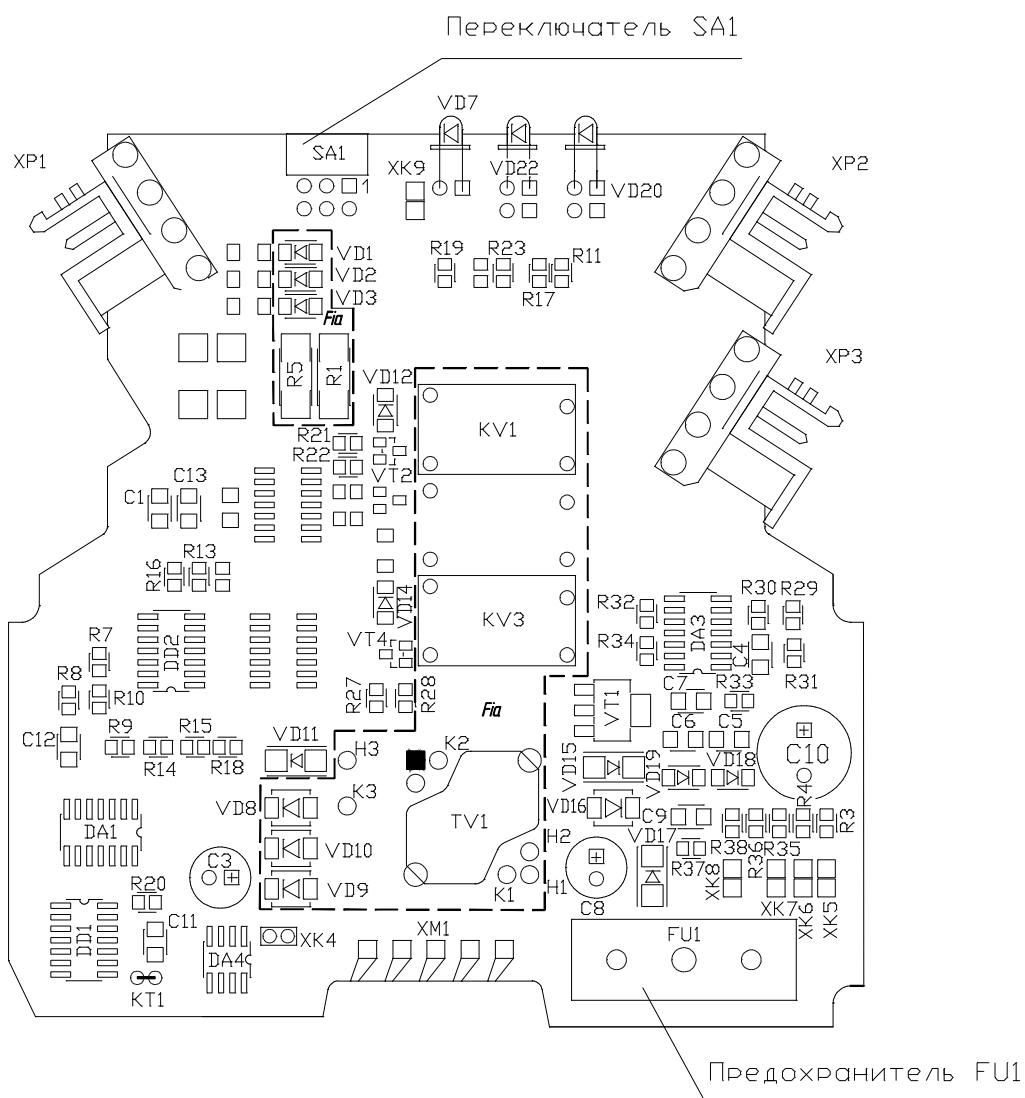 Переключатель SA1
VD7
XP1
SA1
XK9
VD22
XP2
1
VD20
VD1
R19
R23
R11
VD2
VD3
R17
Fia
XP3
R5
R1
VD12
R21
KV1
R22
VT2
C1
C13
R16
R13
VD14
R32
R30
R29
KV3
DA3
R34
VT4
R7
DD2
C4
R8
R10
R27
R28
C7
R33
R31
Fia
VT1
C12
R9
R15
VD11
H3
K2
C6
C5
R14
R18
VD15
VD19
VD18
C10
R4
K3
VD8
VD16
DA1
TV1
C9
R3
VD10
H2
VD17
R38
R36
R35
C3
R37
VD9
K1
H1
XK8
R20
C8
XK7
XK6
XK5
C11
DD1
XK4
XM1
FU1
DA4
KT1
Предохранитель FU1